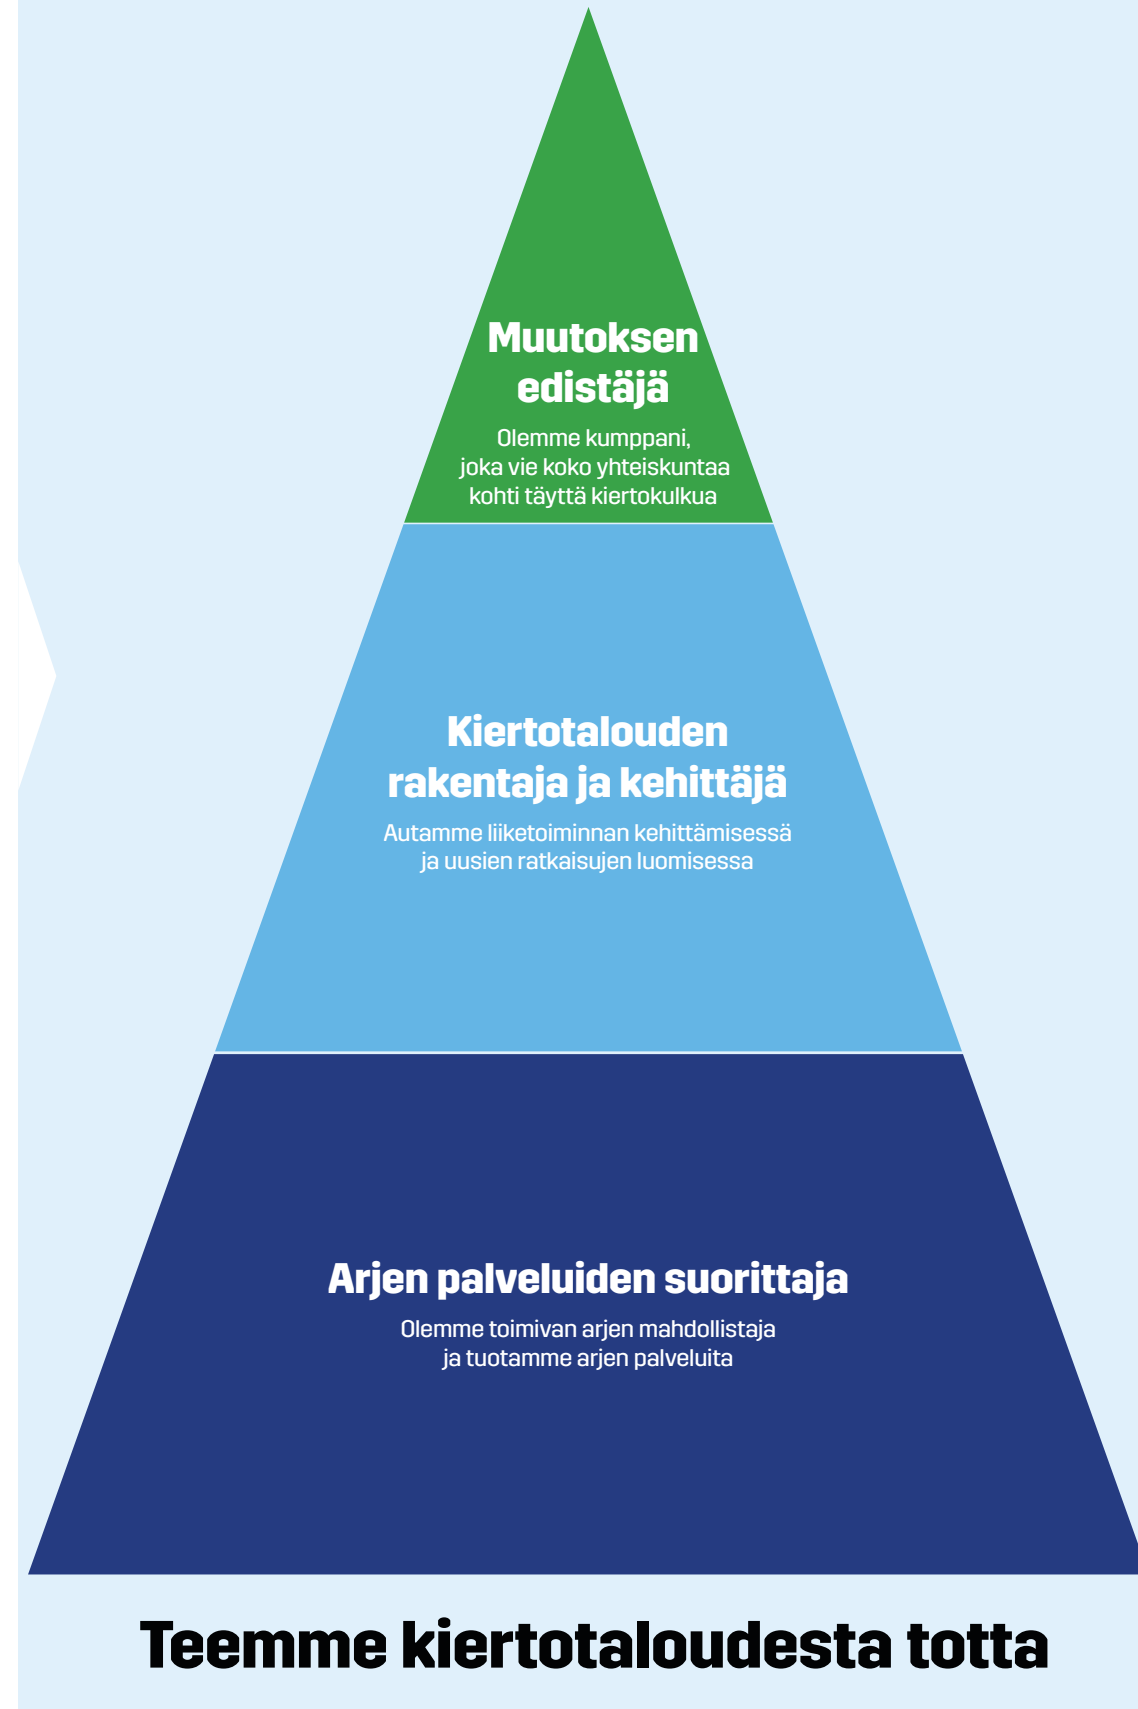 Muutoksen
edistäjä
Olemme kumppani,
joka vie koko yhteiskuntaa
kohti täyttä kiertokulkua
Kiertotalouden
rakentaja ja kehittäjä
Autamme liiketoiminnan kehittämisessä
ja uusien ratkaisujen luomisessa
Arjen palveluiden suorittaja
Olemme toimivan arjen mahdollistaja
ja tuotamme arjen palveluita
Teemme kiertotaloudesta totta